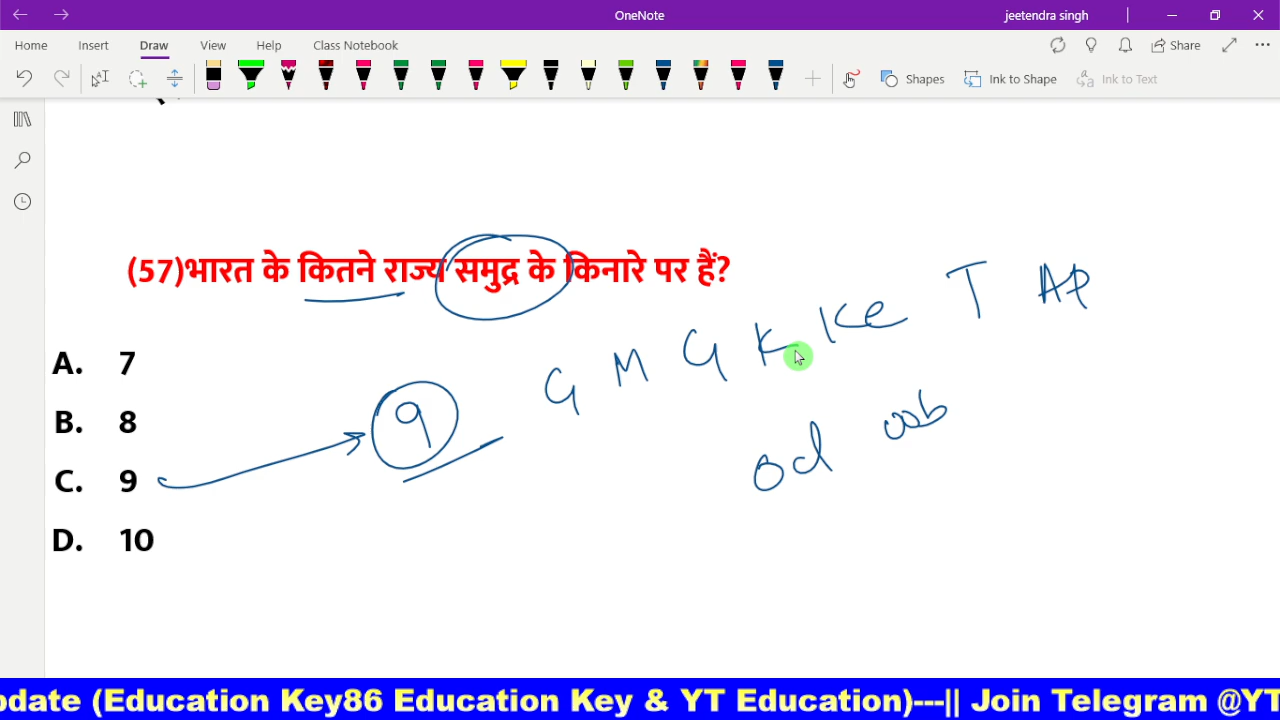 OneNote
jeetendra singh
Home Insert Draw View Help Class Notebook
Share
Shapes Ink to Shape Ink to Text
(57)भारत के कितने राज्य समुद्र के किनारे पर हैं?
A. 7
B. 8
C. 9
D. 10
9 G M G K Ke T AP
od
pdate (Education Key86 Education Key & YT Education)---|| Join Telegram @YT